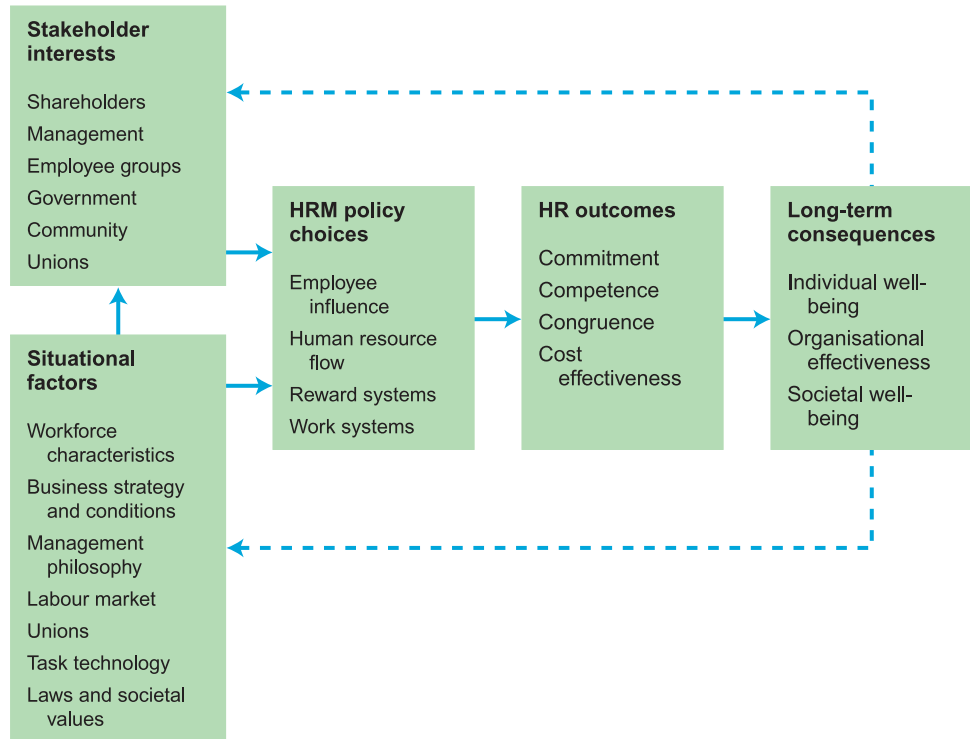 Stakeholder
interests
Shareholders
Management
Employee groups
Government
Community
Unions
Situational
factors
Workforce
characteristics
Business strategy
and conditions
Management
philosophy
Labour market
Unions
Task technology
Laws and societal
values
HRM policy
choices
Employee
influence
Human resource
flow
Reward systems
Work systems
HR outcomes
Commitment
Competence
Congruence
Cost
effectiveness
Long-term
consequences
Individual well-
being
Organisational
effectiveness
Societal well-
being